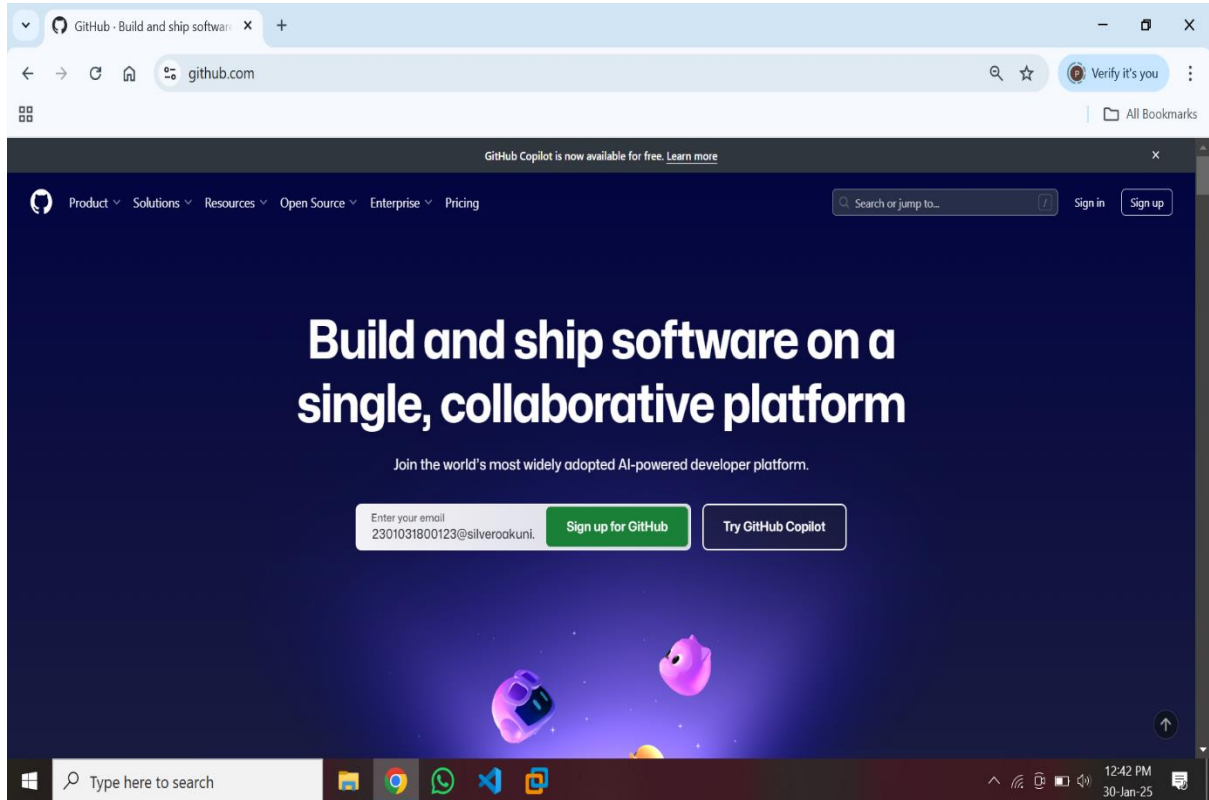 GitHub · Build and ship software
github.com
Verify it's you
All Bookmarks
GitHub Copilot is now available for free. Learn more
Product Solutions Resources Open Source Enterprise Pricing
Search or jump to...
/
Sign in
Sign up
Build and ship software on a
single, collaborative platform
Join the world's most widely adopted AI-powered developer platform.
Enter your email
2301031800123@silveroakuni.
Sign up for GitHub
Try GitHub Copilot
Type here to search
12:42 PM
30-Jan-25